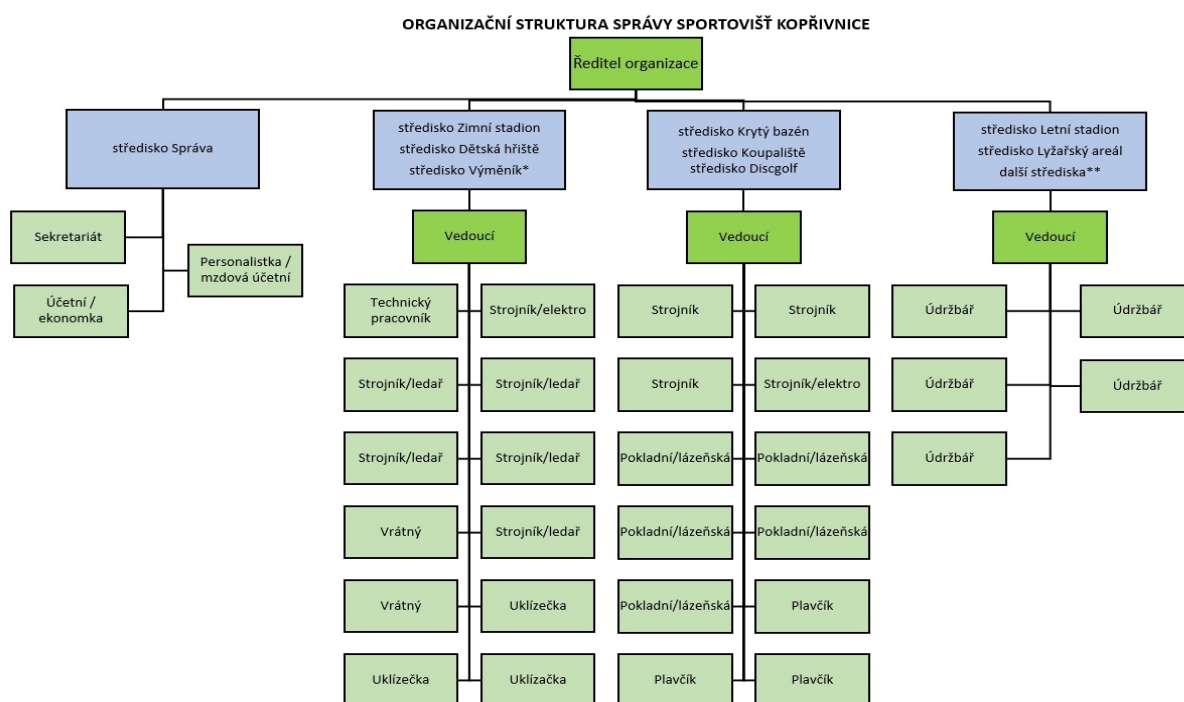 ORGANIZAČNÍ STRUKTURA SPRÁVY SPORTOVIŠŤ KOPŘIVNICE
Ředitel organizace
středisko Správa
středisko Zimní stadion
středisko Dětská hřiště
středisko Výměník*
středisko Krytý bazén
středisko Koupaliště
středisko Discgolf
středisko Letní stadion
středisko Lyžařský areál
další střediska**
Sekretariát
Personalistka /
mzdová účetní
Účetní /
ekonomka
Vedoucí
Technický
pracovník
Strojník/elektro
Strojník/ledař
Strojník/ledař
Strojník/ledař
Strojník/ledař
Vrátný
Strojník/ledař
Vrátný
Uklízečka
Uklízečka
Uklízačka
Vedoucí
Strojník
Strojník
Strojník
Strojník/elektro
Pokladní/lázeňská
Pokladní/lázeňská
Pokladní/lázeňská
Pokladní/lázeňská
Pokladní/lázeňská
Plavčík
Plavčík
Plavčík
Vedoucí
Údržbář
Údržbář
Údržbář
Údržbář
Údržbář